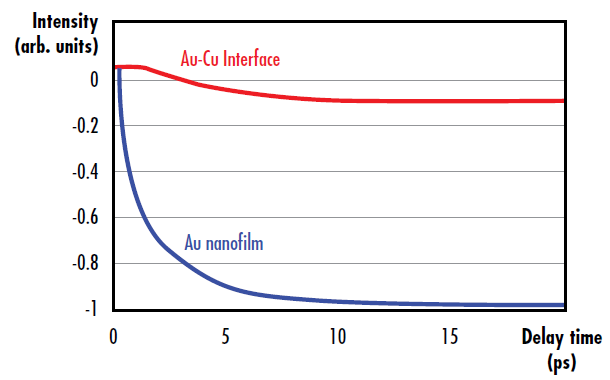 Intensity
(arb. units)
Au-Cu Interface
0
-0.2
-0.4
-0.6
Au nanofilm
-0.8
-1
0 5 10 15 Delay time
(ps)